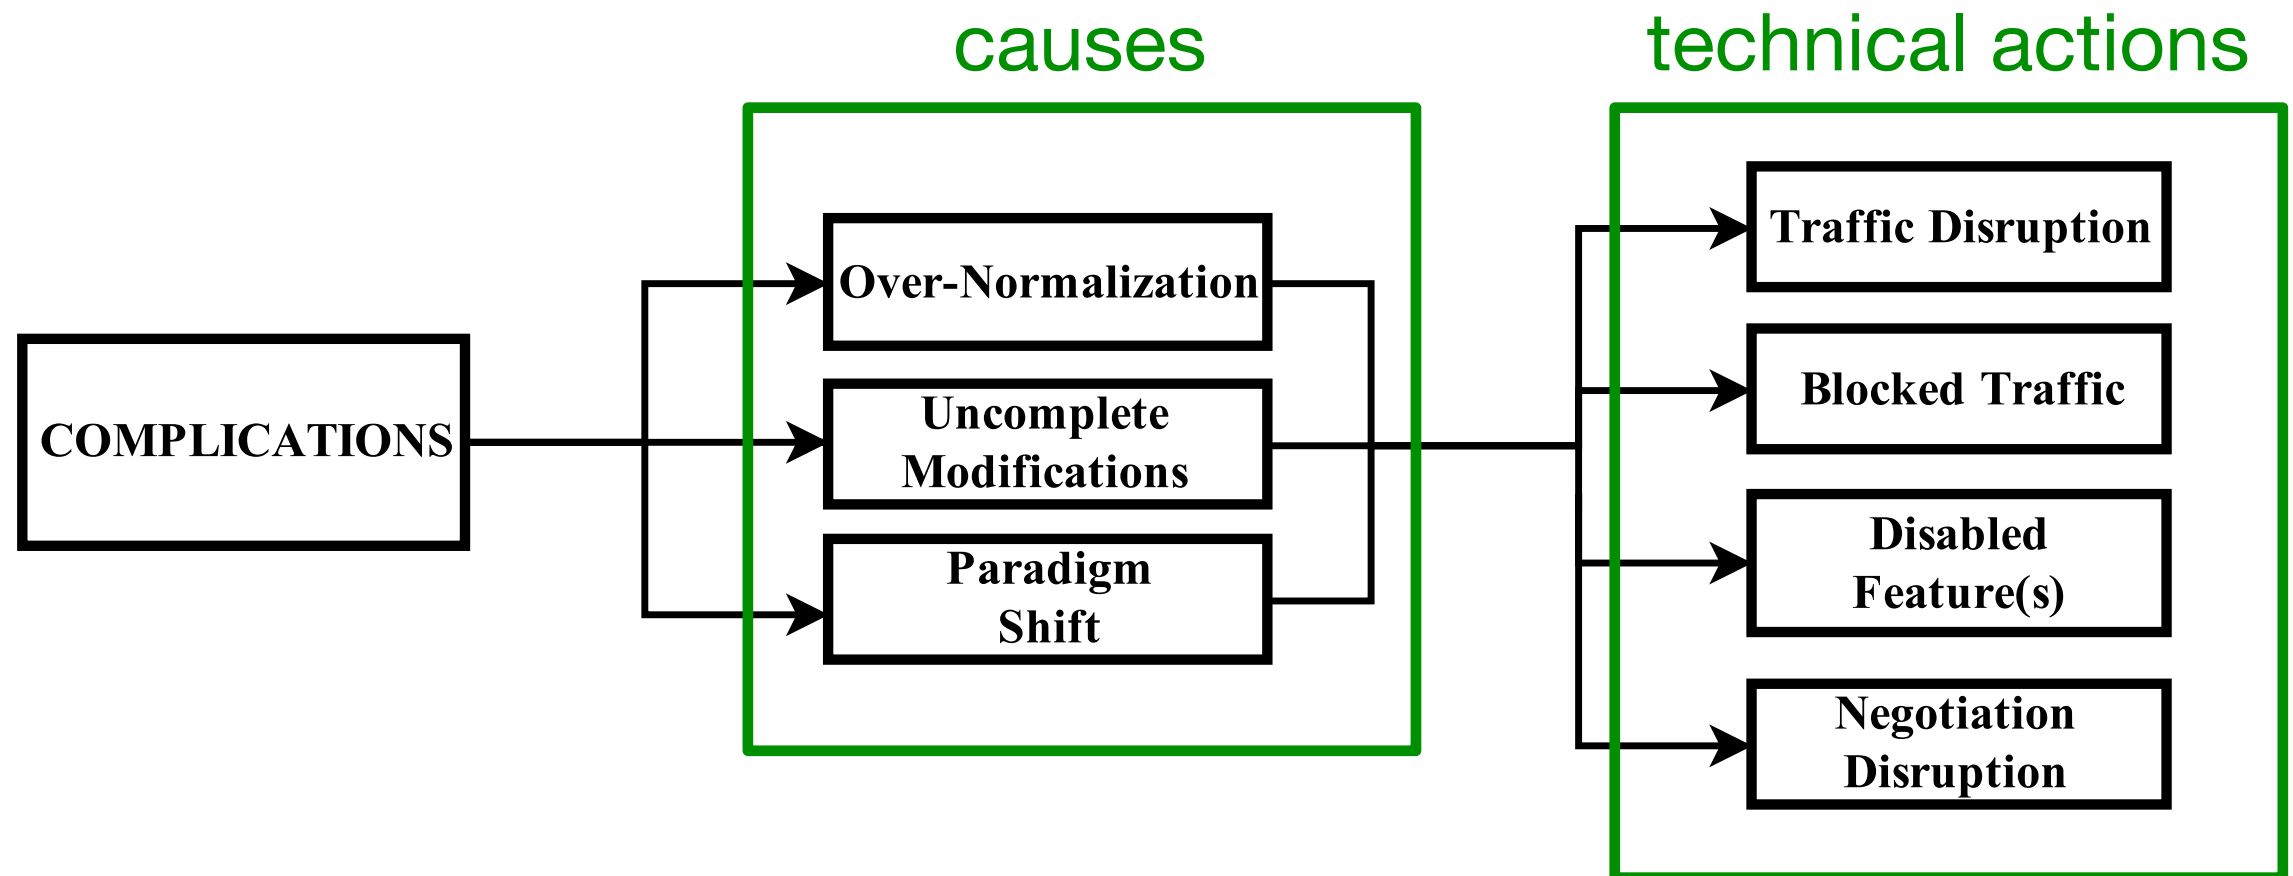 causes
technical actions
COMPLICATIONS
Over-Normalization
Uncomplete
Modifications
Paradigm
Shift
Traffic Disruption
Blocked Traffic
Disabled
Feature(s)
Negotiation
Disruption